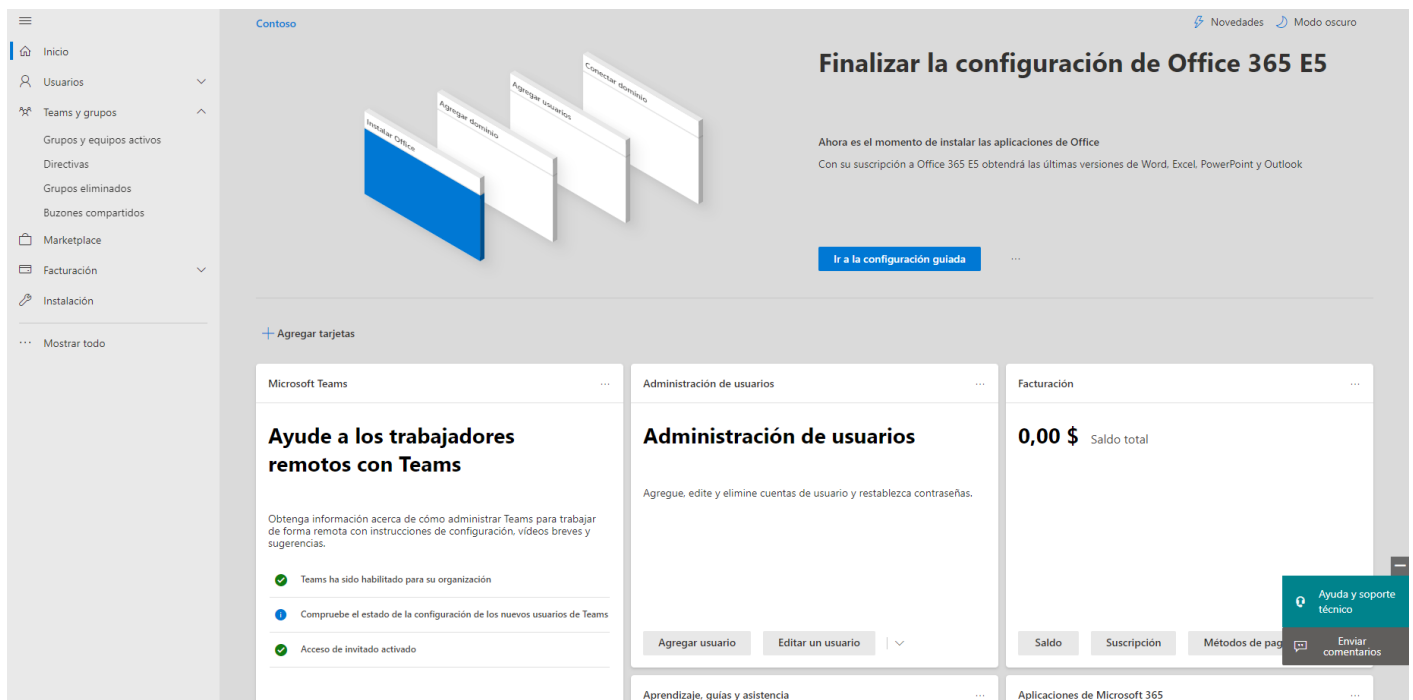 Contoso
Novedades
Modo oscuro
Inicio
Usuarios
Teams y grupos
Grupos y equipos activos
Directivas
Grupos eliminados
Buzones compartidos
Marketplace
Facturación
Instalación
Mostrar todo
Instalar Office
Agregar dominio
Agregar usuarios
Conectar dominio
Finalizar la configuración de Office 365 E5
Ahora es el momento de instalar las aplicaciones de Office
Con su suscripción a Office 365 E5 obtendrá las últimas versiones de Word, Excel, PowerPoint y Outlook
Ir a la configuración guiada
Agregar tarjetas
Microsoft Teams
Ayude a los trabajadores
remotos con Teams
Obtenga información acerca de cómo administrar Teams para trabajar
de forma remota con instrucciones de configuración, vídeos breves y
sugerencias.
Teams ha sido habilitado para su organización
Compruebe el estado de la configuración de los nuevos usuarios de Teams
Acceso de invitado activado
Administración de usuarios
Administración de usuarios
Agregue, edite y elimine cuentas de usuario y restablezca contraseñas.
Agregar usuario
Editar un usuario
Facturación
0,00 $ Saldo total
Saldo
Suscripción
Métodos de pag
Ayuda y soporte
técnico
Enviar
comentarios
Aprendizaje, guías y asistencia
Aplicaciones de Microsoft 365